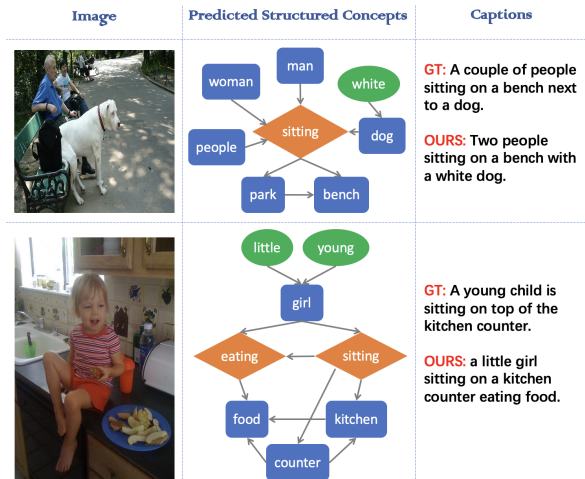 Image
Predicted Structured Concepts
Captions
man
woman
white
sitting
dog
people
park
bench
GT: A couple of people
sitting on a bench next
to a dog.
OURS: Two people
sitting on a bench with
a white dog.
little
young
girl
eating
sitting
food
kitchen
counter
GT: A young child is
sitting on top of the
kitchen counter.
OURS: a little girl
sitting on a kitchen
counter eating food.